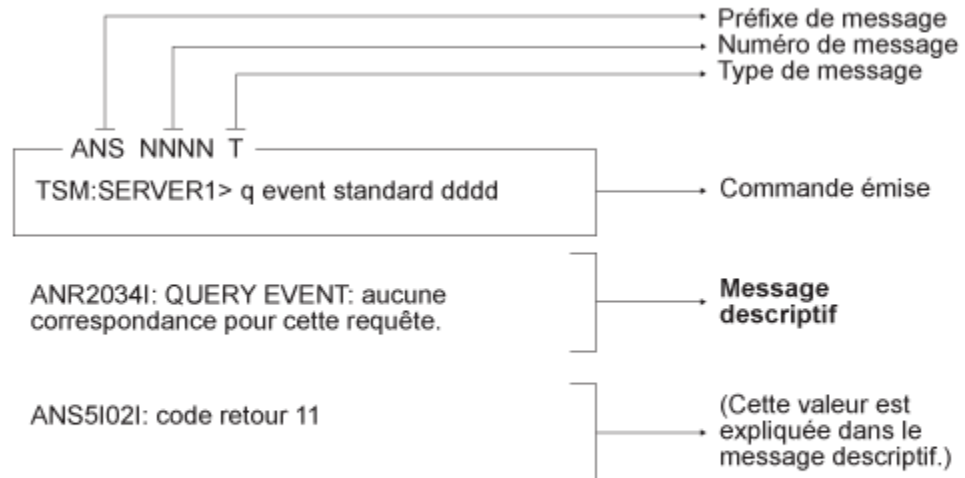 Préfixe de message
Numéro de message
Type de message
ANS NNNN T
TSM:SERVER1> q event standard dddd
Commande émise
ANR2034I: QUERY EVENT: aucune
correspondance pour cette requête.
Message
descriptif
ANS5I02I: code retour 11
(Cette valeur est
expliquée dans le
message descriptif.)